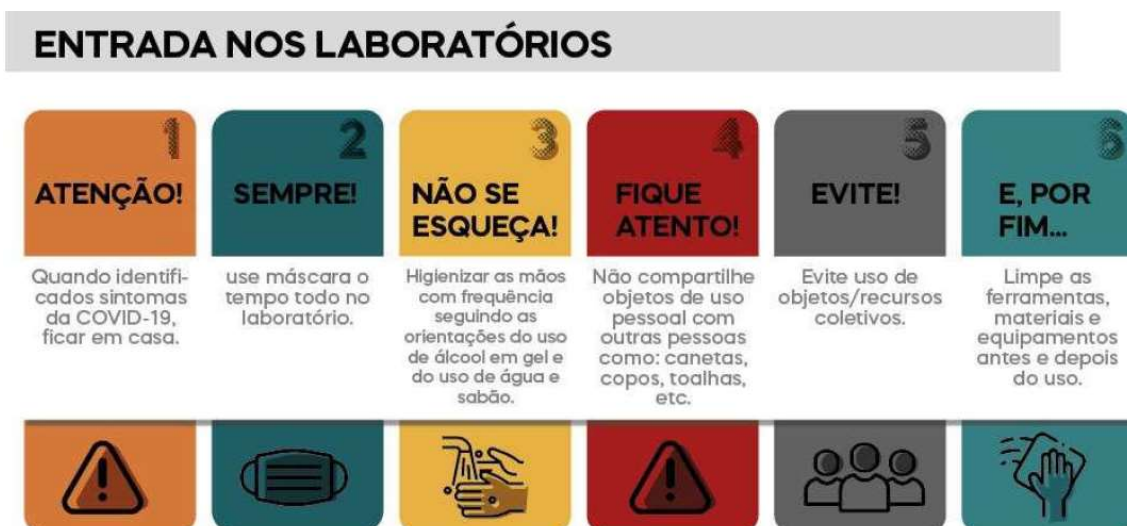 ENTRADA NOS LABORATÓRIOS
1
ATENÇÃO!
Quando identifi-
cados sintomas
da COVID-19,
ficar em casa.
2
SEMPRE!
use máscara o
tempo todo no
laboratório.
3
NÃO SE
ESQUEÇA!
Higienizar as mãos
com frequência
seguindo as
orientações do uso
de álcool em gel e
do uso de água e
sabão.
4
FIQUE
ATENTO!
Não compartilhe
objetos de uso
pessoal com
outras pessoas
como: canetas,
copos, toalhas,
etc.
5
EVITE!
Evite uso de
objetos/recursos
coletivos.
6
E, POR
FIM...
Limpe as
ferramentas,
materiais e
equipamentos
antes e depois
do uso.